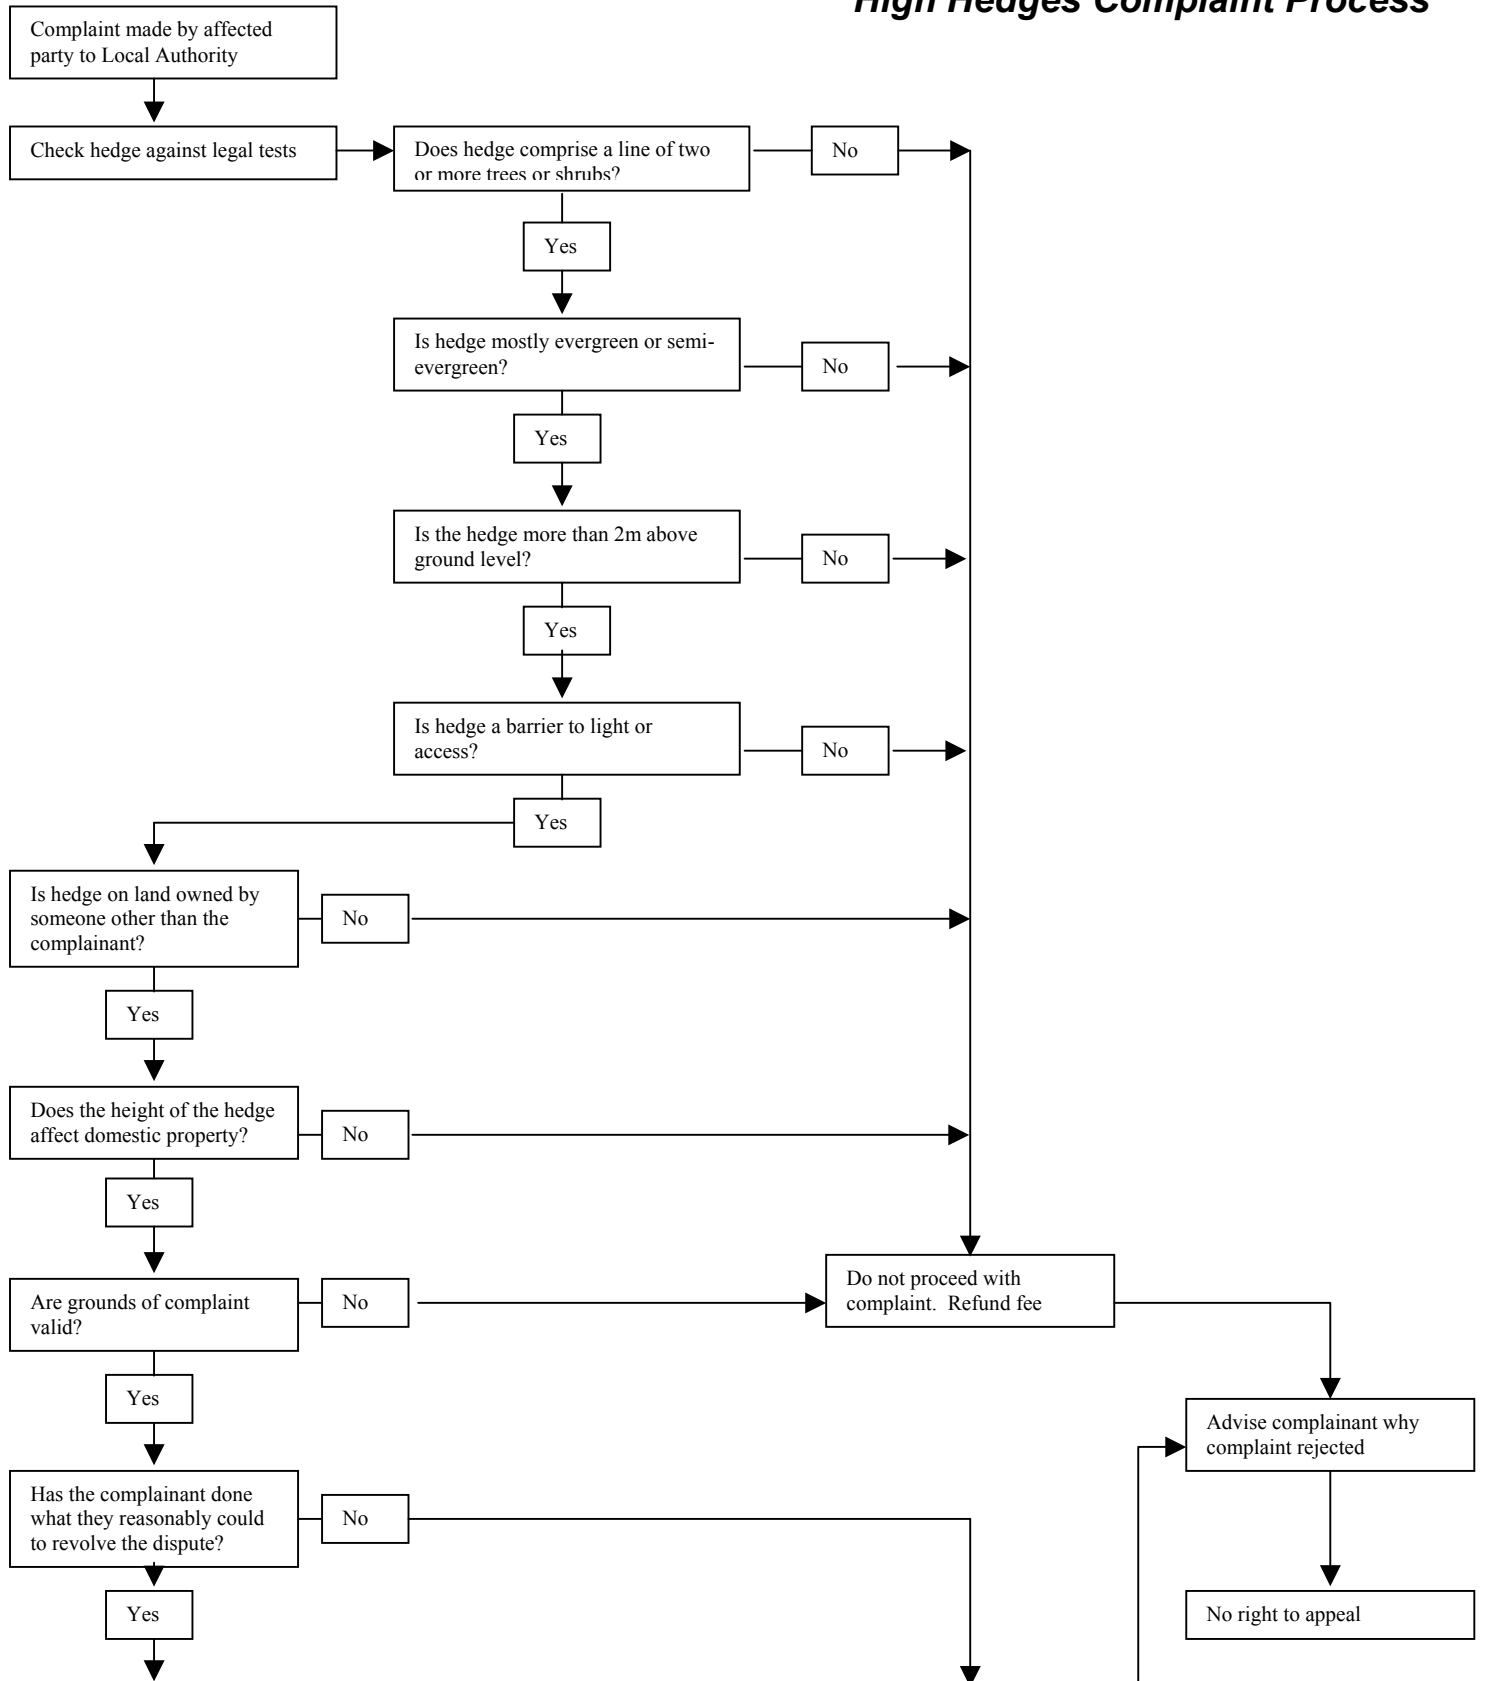 High Hedges Complaint Process
Complaint made by affected
party to Local Authority
Check hedge against legal tests
Does hedge comprise a line of two
or more trees or shrubs?
No
Yes
Is hedge mostly evergreen or semi-
evergreen?
No
Yes
Is the hedge more than 2m above
ground level?
No
Yes
Is hedge a barrier to light or
access?
No
Yes
Is hedge on land owned by
someone other than the
complainant?
No
Yes
Does the height of the hedge
affect domestic property?
No
Yes
Are grounds of complaint
valid?
No
Do not proceed with
complaint.  Refund fee
Yes
Advise complainant why
complaint rejected
Has the complainant done
what they reasonably could
to revolve the dispute?
No
Yes
No right to appeal